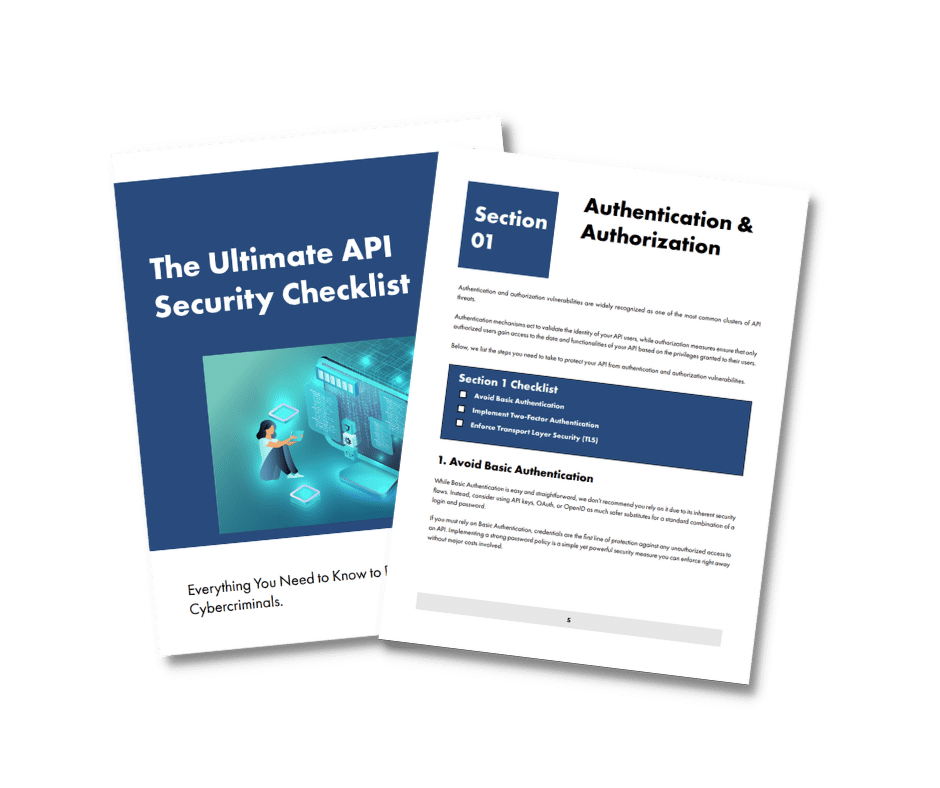 The Ultimate API
Security Checklist
Everything You Need to Know to
Cybercriminals.
Section
01
Authentication &
Authorization
Authentication and authorization vulnerabilities are widely recognized as one of the most common clusters of API
threats.
Authentication mechanisms act to validate the identity of your API users, while authorization measures ensure that only
authorized users gain access to the data and functionalities of your API based on the privileges granted to their users.
Below, we list the steps you need to take to protect your API from authentication and authorization vulnerabilities.
Section 1 Checklist
Avoid Basic Authentication
Implement Two-Factor Authentication
Enforce Transport Layer Security (TLS)
1. Avoid Basic Authentication
While Basic Authentication is easy and straightforward, we don't recommend you rely on it due to its inherent security
flaws. Instead, consider using API keys, OAuth, or OpenID as much safer substitutes for a standard combination of a
login and password.
If you must rely on Basic Authentication, credentials are the first line of protection against any unauthorized access to
an API. Implementing a strong password policy is a simple yet powerful security measure you can enforce right away
without major costs involved.
5